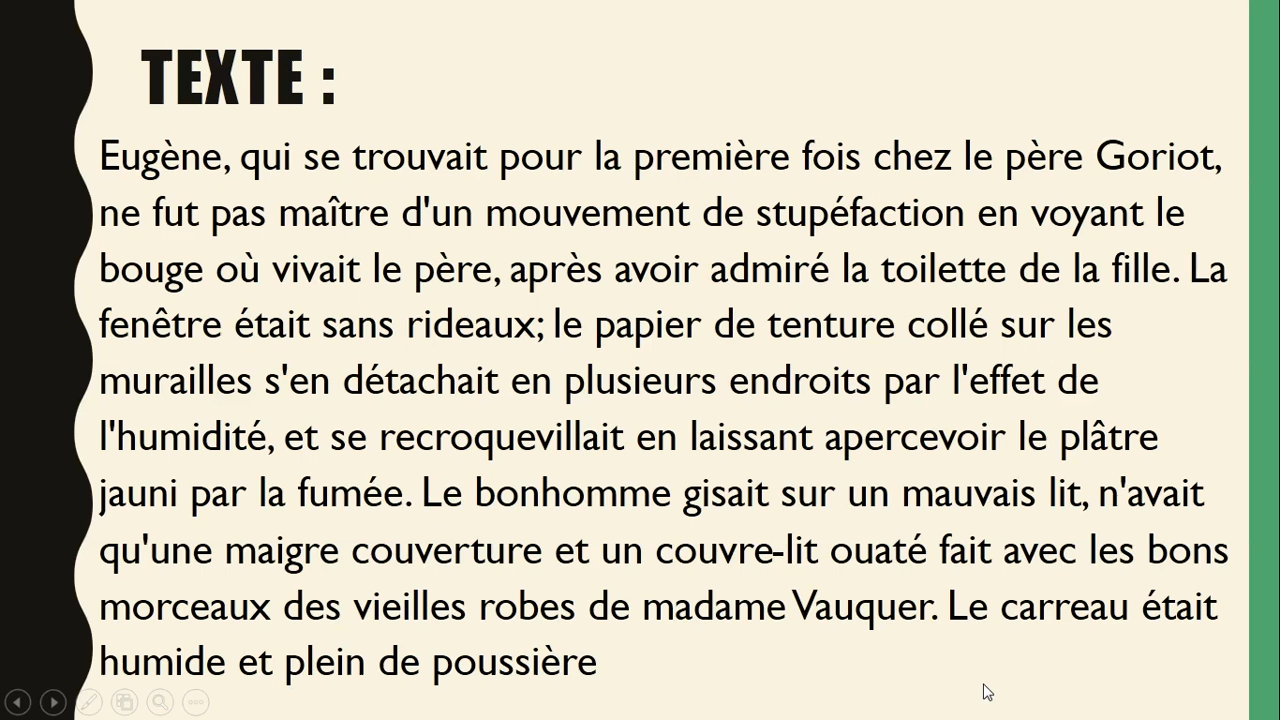 TEXTE :
Eugène, qui se trouvait pour la première fois chez le père Goriot,
ne fut pas maître d'un mouvement de stupéfaction en voyant le
bouge où vivait le père, après avoir admiré la toilette de la fille. La
fenêtre était sans rideaux; le papier de tenture collé sur les
murailles s'en détachait en plusieurs endroits par l'effet de
l'humidité, et se recroquevillait en laissant apercevoir le plâtre
jauni par la fumée. Le bonhomme gisait sur un mauvais lit, n'avait
qu'une maigre couverture et un couvre-lit ouaté fait avec les bons
morceaux des vieilles robes de madame Vauquer. Le carreau était
humide et plein de poussière